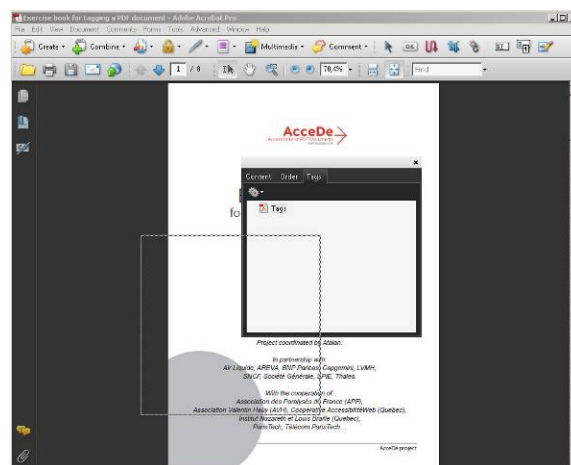 Exercise book for tagging a PDF document - Adobe Acrobat Pro
File Edit View Document Comments Forms Tools Advanced Window Help
Create Combine Multimedia Comment
1 / 8 70,6% Find
AcceDe
Content Order Tags
Tags
fo
Project coordinated by Atalan.
In partnership with
Air Liquide, AREVA, BNP Paribas, Capgemini, LVMH,
SNCF, Société Générale, SPIE, Thales.
With the cooperation of
Association des Paralysés de France (APF),
Association Valentin Haüy (AVH), Coopérative AccessibilitéWeb (Quebec),
Institut Nazareth et Louis Braille (Quebec),
ParisTech, Télécom ParisTech
AcceDe project